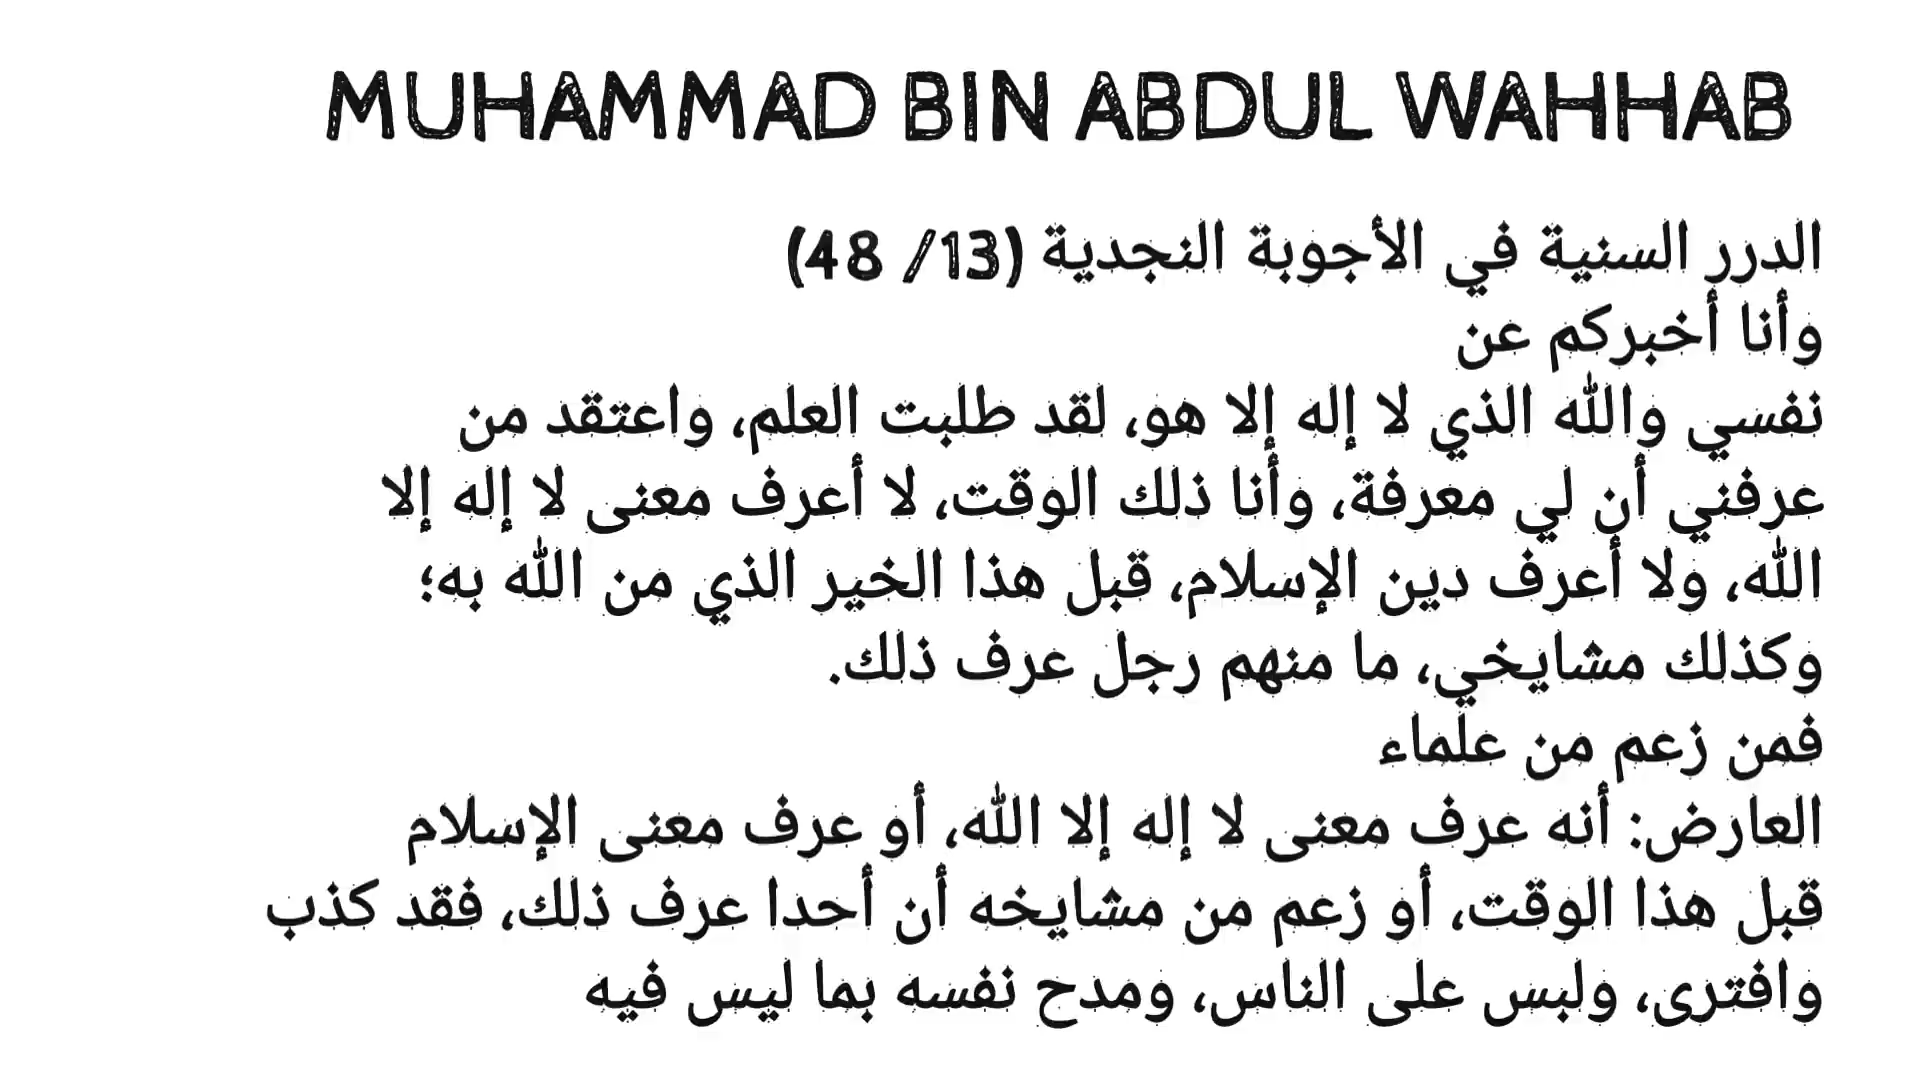 MUHAMMAD BIN ABDUL WAHHAB
الدرر السنية في الأجوبة النجدية (13/ 48)
وأنا أخبركم عن
نفسي والله الذي لا إله إلا هو، لقد طلبت العلم، واعتقد من
عرفني أن لي معرفة، وأنا ذلك الوقت، لا أعرف معنى لا إله إلا
الله، ولا أعرف دين الإسلام، قبل هذا الخير الذي من الله به؛
وكذلك مشايخي، ما منهم رجل عرف ذلك.
فمن زعم من علماء
العارض: أنه عرف معنى لا إله إلا الله، أو عرف معنى الإسلام
قبل هذا الوقت، أو زعم من مشايخه أن أحدا عرف ذلك، فقد كذب
وافترى، ولبس على الناس، ومدح نفسه بما ليس فيه